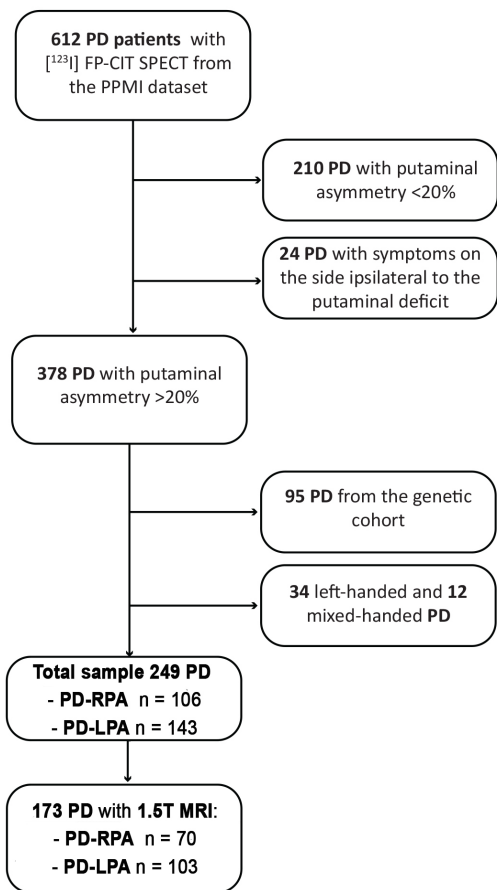 612 PD patients with
[¹²³I] FP-CIT SPECT from
the PPMI dataset
210 PD with putaminal
asymmetry <20%
24 PD with symptoms on
the side ipsilateral to the
putaminal deficit
378 PD with putaminal
asymmetry >20%
95 PD from the genetic
cohort
34 left-handed and 12
mixed-handed PD
Total sample 249 PD
- PD-RPA n = 106
- PD-LPA n = 143
173 PD with 1.5T MRI:
- PD-RPA n = 70
- PD-LPA n = 103